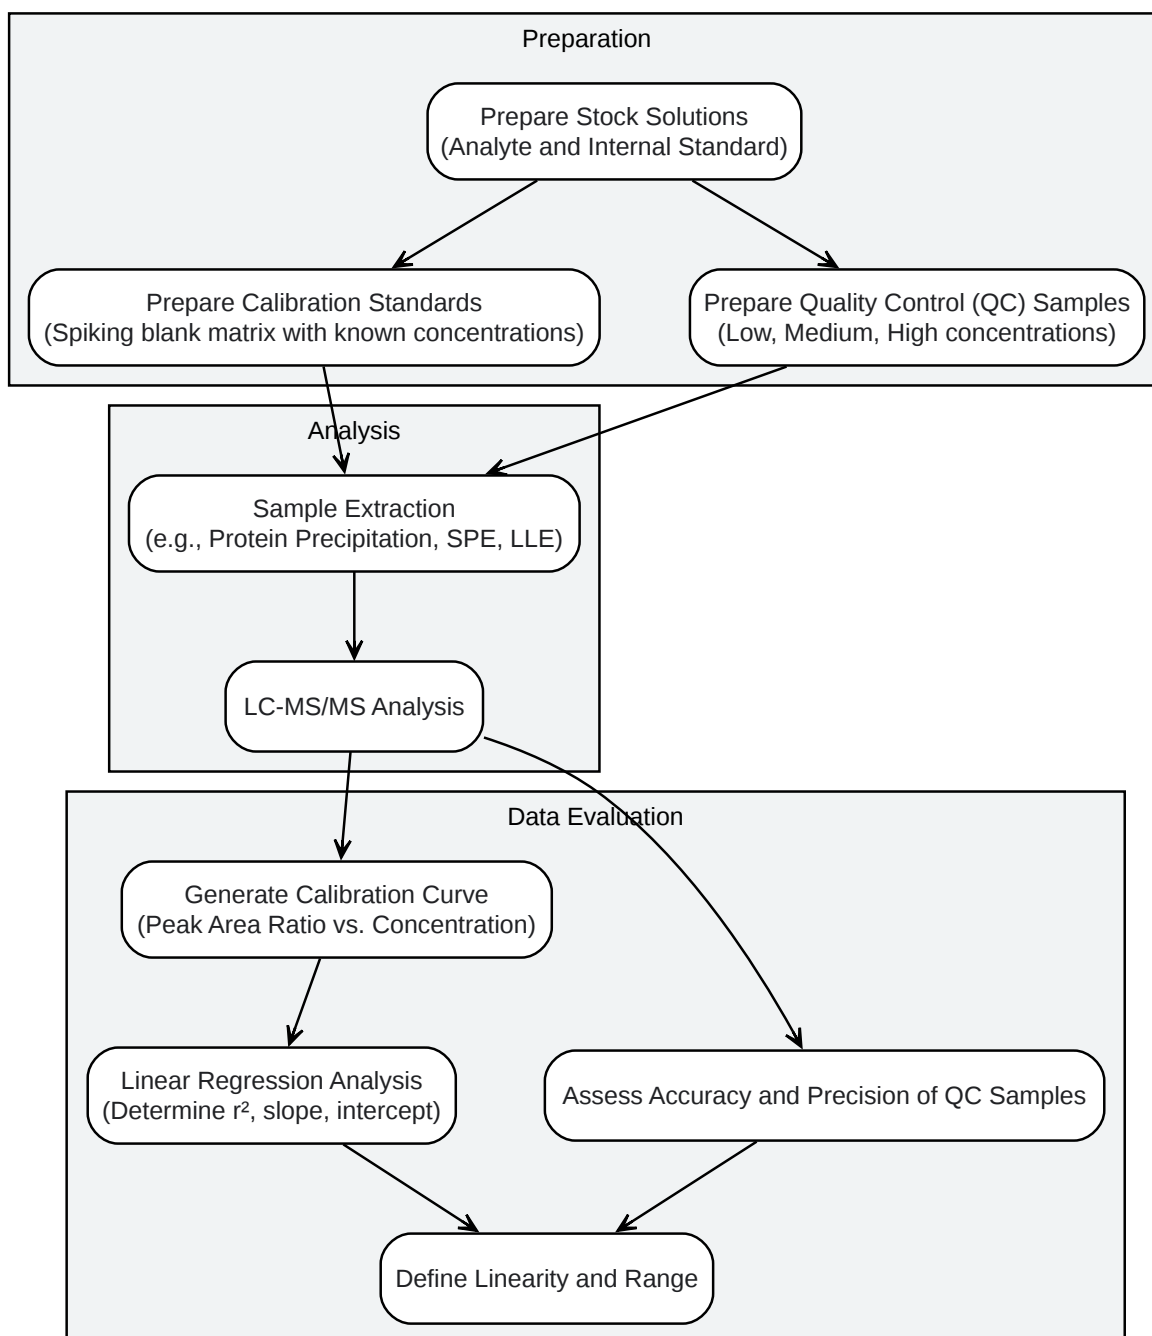 Preparation
Prepare Stock Solutions
(Analyte and Internal Standard)
Prepare Calibration Standards
(Spiking blank matrix with known concentrations)
Prepare Quality Control (QC) Samples
(Low, Medium, High concentrations)
Analysis
Sample Extraction
(e.g., Protein Precipitation, SPE, LLE)
LC-MS/MS Analysis
Data Evaluation
Generate Calibration Curve
(Peak Area Ratio vs. Concentration)
Linear Regression Analysis
(Determine r², slope, intercept)
Assess Accuracy and Precision of QC Samples
Define Linearity and Range